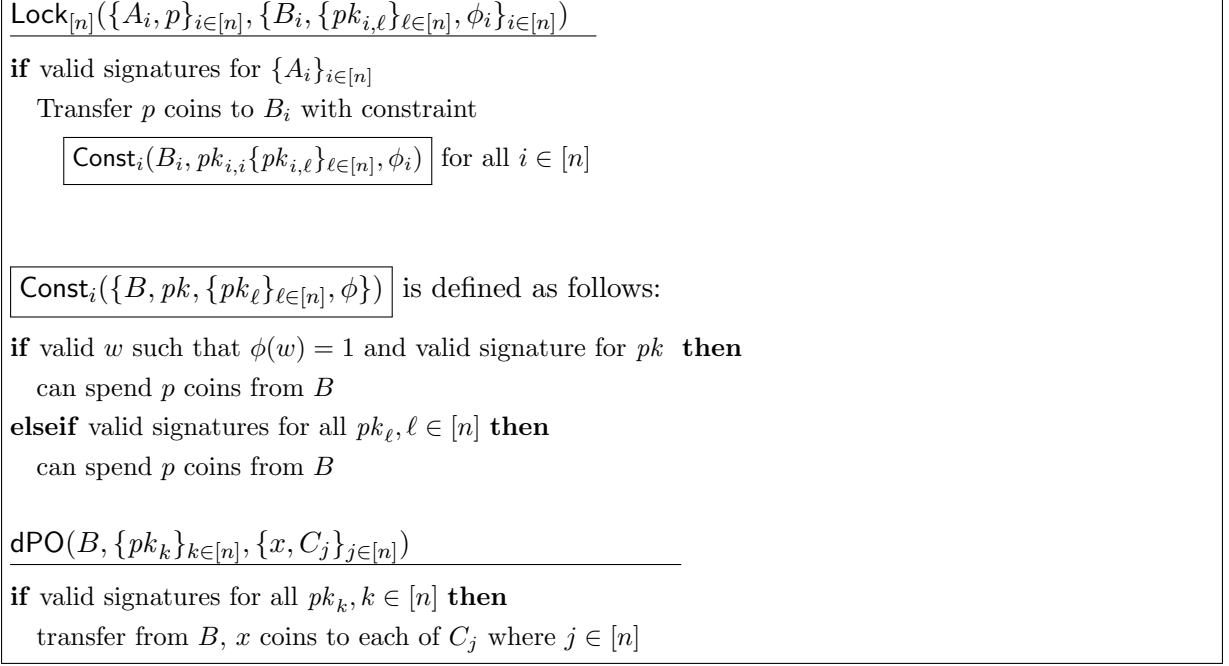 Lock_{[n]}({A_i, p}_{i∈[n]}, {B_i, {pk_{i,ℓ}}_{ℓ∈[n]}, ϕ_i}_{i∈[n]})
if valid signatures for {A_i}_{i∈[n]}
Transfer p coins to B_i with constraint
Const_i(B_i, pk_{i,i}{pk_{i,ℓ}}_{ℓ∈[n]}, ϕ_i) for all i ∈ [n]
Const_i({B, pk, {pk_ℓ}_{ℓ∈[n]}, ϕ}) is defined as follows:
if valid w such that ϕ(w) = 1 and valid signature for pk then
can spend p coins from B
elseif valid signatures for all pk_ℓ, ℓ ∈ [n] then
can spend p coins from B
dPO(B, {pk_k}_{k∈[n]}, {x, C_j}_{j∈[n]})
if valid signatures for all pk_k, k ∈ [n] then
transfer from B, x coins to each of C_j where j ∈ [n]